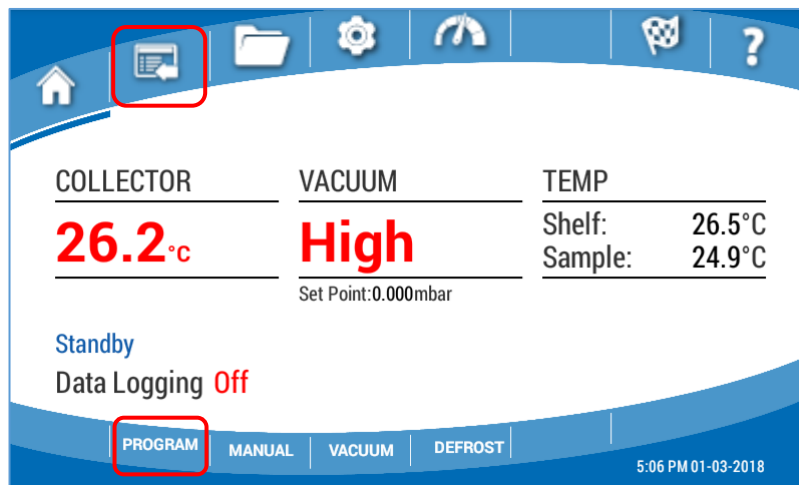 ?
COLLECTOR VACUUM TEMP
26.2°C High Shelf: 26.5°C
Sample: 24.9°C
Set Point:0.000mbar
Standby
Data Logging Off
PROGRAM MANUAL VACUUM DEFROST
5:06 PM 01-03-2018